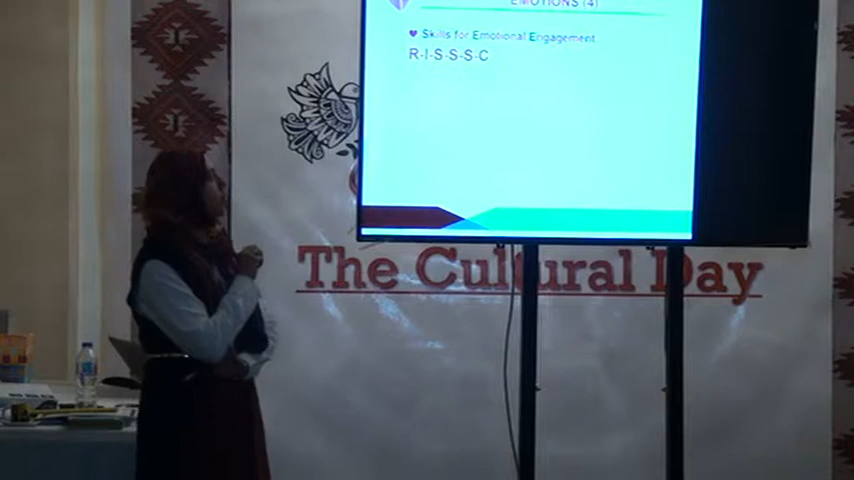 EMOTIONS (4)
♥ Skills for Emotional Engagement
R-I-S-S-S-C
The Cultural Day